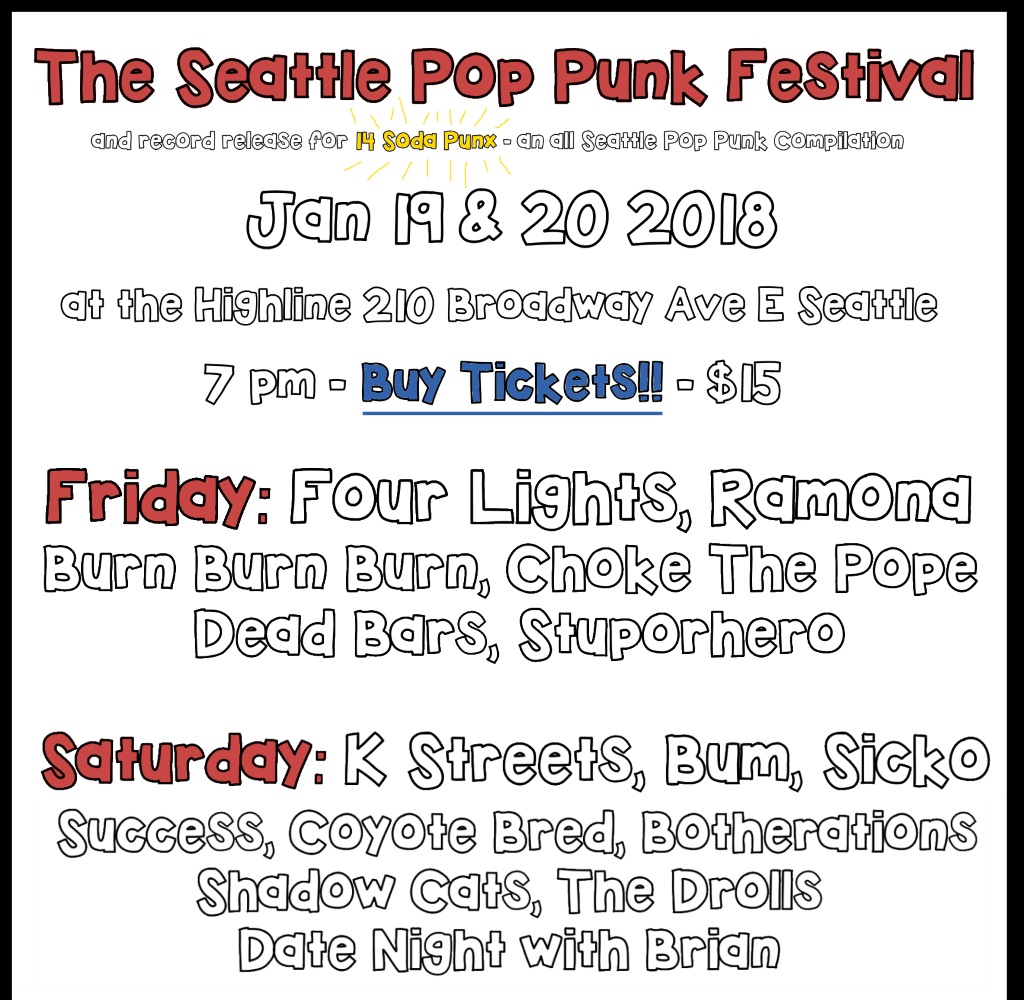 The Seattle Pop Punk Festival
and record release for 14 Soda Punx - an all Seattle Pop Punk Compilation
Jan 19 & 20 2018
at the Highline 210 Broadway Ave E Seattle
7 pm - Buy Tickets!! - $15
Friday: Four Lights, Ramona
Burn Burn Burn, Choke The Pope
Dead Bars, Stuporhero
Saturday: K Streets, Bum, Sicko
Success, Coyote Bred, Botherations
Shadow Cats, The Drolls
Date Night with Brian